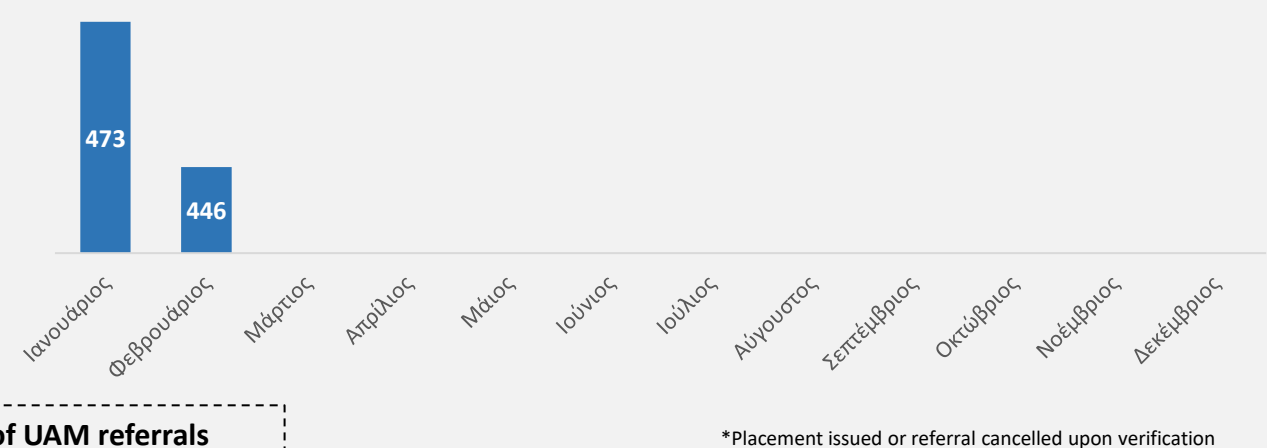 473
446
Ιανουάριος
Φεβρουάριος
Μάρτιος
Απρίλιος
Μάιος
Ιούνιος
Ιούλιος
Αύγουστος
Σεπτέμβριος
Οκτώβριος
Νοέμβριος
Δεκέμβριος
of UAM referrals
*Placement issued or referral cancelled upon verification